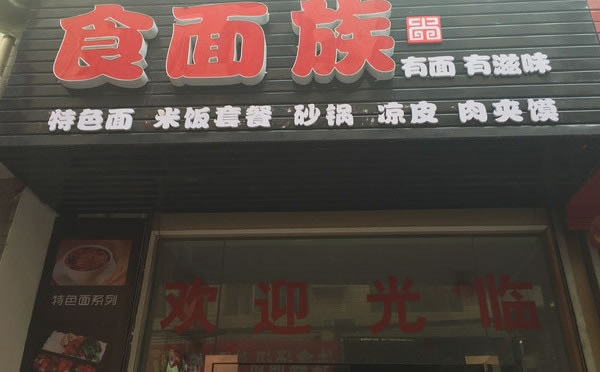 食面族
有面 有滋味
特色面 米饭套餐 砂锅 凉皮 肉夹馍
特色面系列
欢迎光临